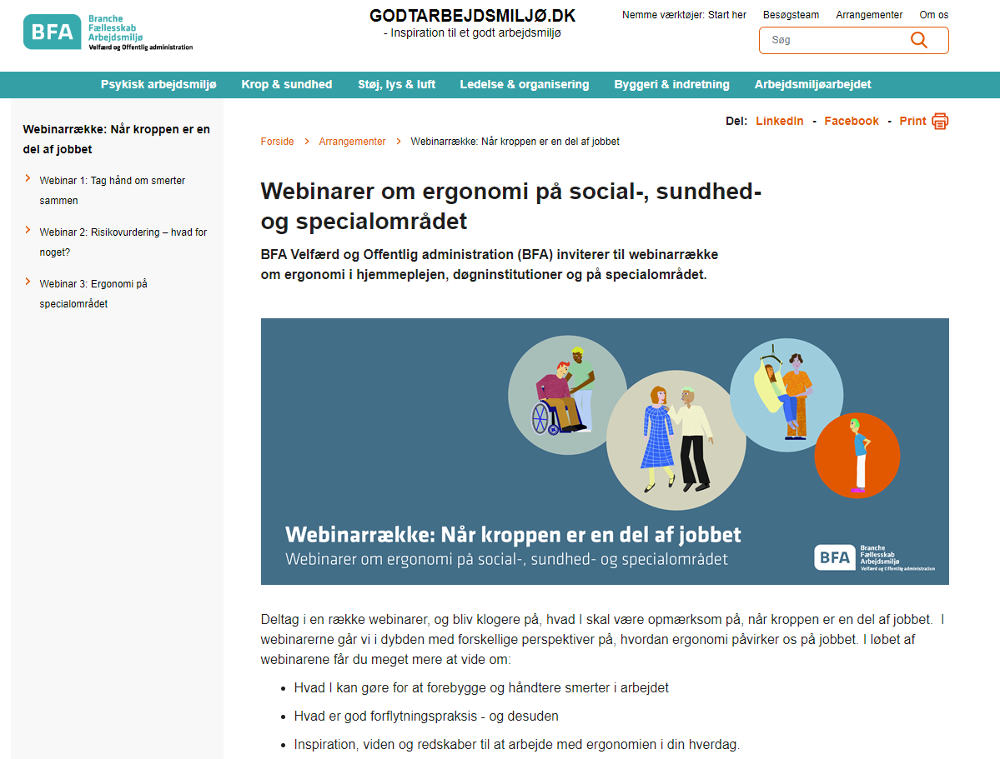 BFA
Branche
Fællesskab
Arbejdsmiljø
Velfærd og Offentlig administration
GODTARBEJDSMILJØ.DK
- Inspiration til et godt arbejdsmiljø
Nemme værktøjer: Start her Besøgsteam Arrangementer Om os
Søg
Psykisk arbejdsmiljø Krop & sundhed Støj, lys & luft Ledelse & organisering Byggeri & indretning Arbejdsmiljøarbejdet
Webinarrække: Når kroppen er en
del af jobbet
Webinar 1: Tag hånd om smerter
sammen
Webinar 2: Risikovurdering – hvad for
noget?
Webinar 3: Ergonomi på
specialområdet
Del: LinkedIn - Facebook - Print
Forside > Arrangementer > Webinarrække: Når kroppen er en del af jobbet
Webinarer om ergonomi på social-, sundhed-
og specialområdet
BFA Velfærd og Offentlig administration (BFA) inviterer til webinarrække
om ergonomi i hjemmeplejen, døgninstitutioner og på specialområdet.
Webinarrække: Når kroppen er en del af jobbet
Webinarer om ergonomi på social-, sundhed- og specialområdet
BFA
Branche
Fællesskab
Arbejdsmiljø
Velfærd og Offentlig administration
Deltag i en række webinarer, og bliv klogere på, hvad I skal være opmærksom på, når kroppen er en del af jobbet.  I
webinarerne går vi i dybden med forskellige perspektiver på, hvordan ergonomi påvirker os på jobbet. I løbet af
webinarene får du meget mere at vide om:
• Hvad I kan gøre for at forebygge og håndtere smerter i arbejdet
• Hvad er god forflytningspraksis - og desuden
• Inspiration, viden og redskaber til at arbejde med ergonomien i din hverdag.